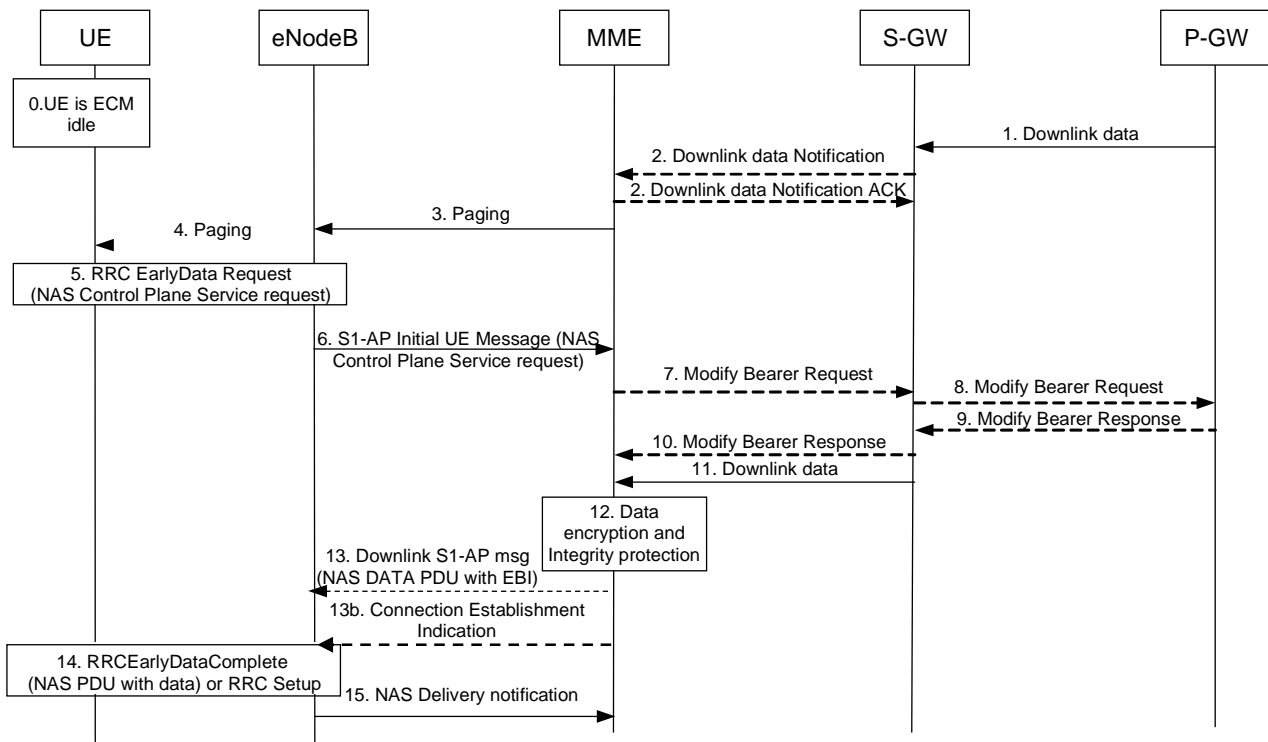 UE
eNodeB
MME
S-GW
P-GW
0.UE is ECM
idle
1. Downlink data
2. Downlink data Notification
2. Downlink data Notification ACK
3. Paging
4. Paging
5. RRC EarlyData Request
(NAS Control Plane Service request)
6. S1-AP Initial UE Message (NAS
Control Plane Service request)
7. Modify Bearer Request
8. Modify Bearer Request
9. Modify Bearer Response
10. Modify Bearer Response
11. Downlink data
12. Data
encryption and
Integrity protection
13. Downlink S1-AP msg
(NAS DATA PDU with EBI)
13b. Connection Establishment
Indication
14. RRCEarlyDataComplete
(NAS PDU with data) or RRC Setup
15. NAS Delivery notification